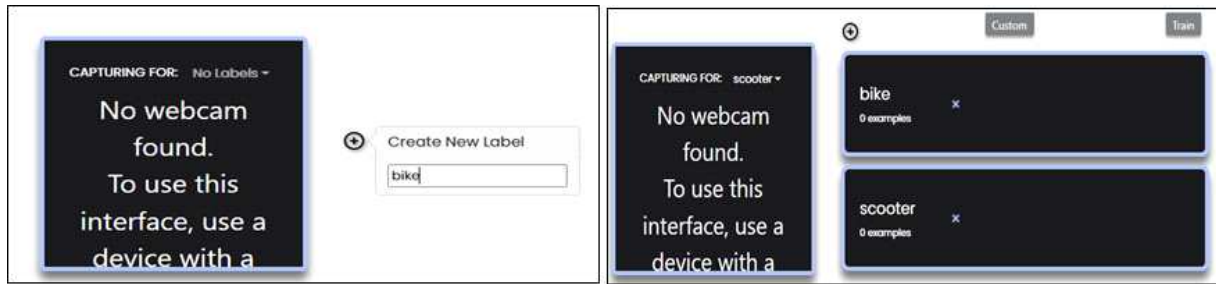 CAPTURING FOR: No Labels
No webcam
found.
To use this
interface, use a
device with a
Create New Label
bike
Custom
Train
CAPTURING FOR: scooter
No webcam
found.
To use this
interface, use a
device with a
bike
0 examples
×
scooter
0 examples
×